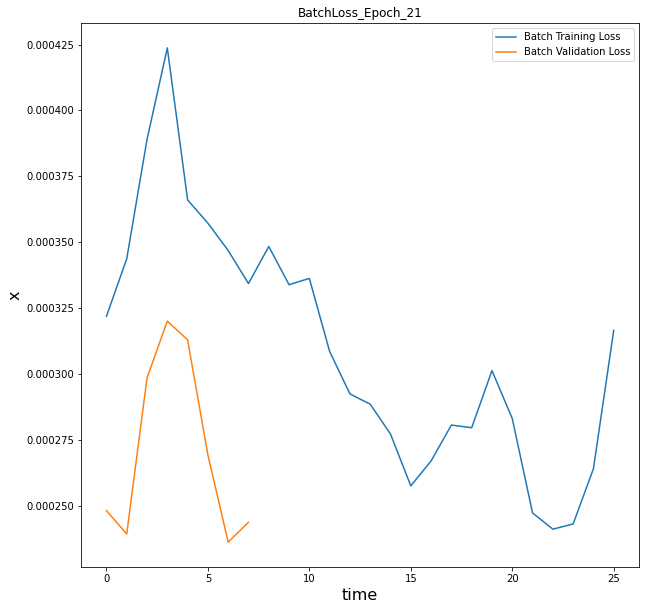 BatchLoss_Epoch_21
Batch Training Loss
Batch Validation Loss
0.000425
0.000400
0.000375
0.000350
0.000325
0.000300
0.000275
0.000250
x
0 5 10 15 20 25
time